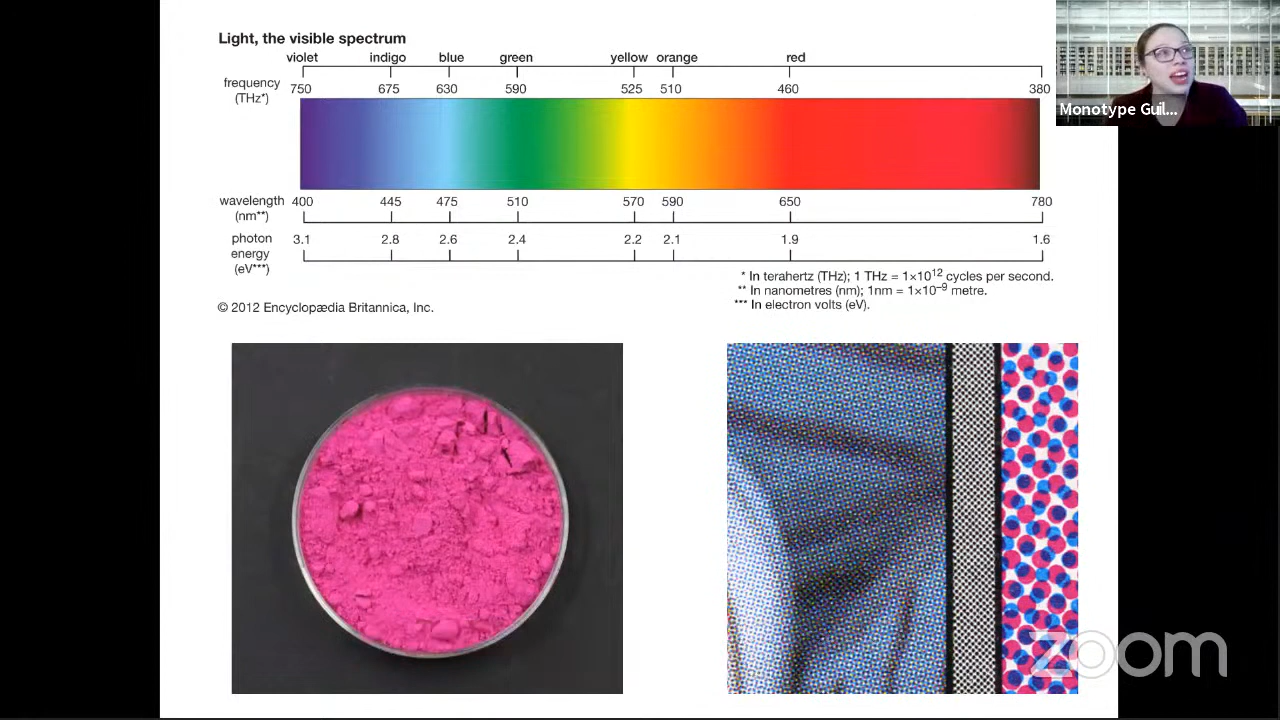 Light, the visible spectrum
violet indigo blue green yellow orange red
frequency (THz*) 750 675 630 590 525 510 460 380
wavelength (nm**) 400 445 475 510 570 590 650 780
photon energy (eV***) 3.1 2.8 2.6 2.4 2.2 2.1 1.9 1.6
* In terahertz (THz); 1 THz = 1×10¹² cycles per second.
** In nanometres (nm); 1nm = 1×10⁻⁹ metre.
*** In electron volts (eV).
© 2012 Encyclopædia Britannica, Inc.
Monotype Guil...
zoom